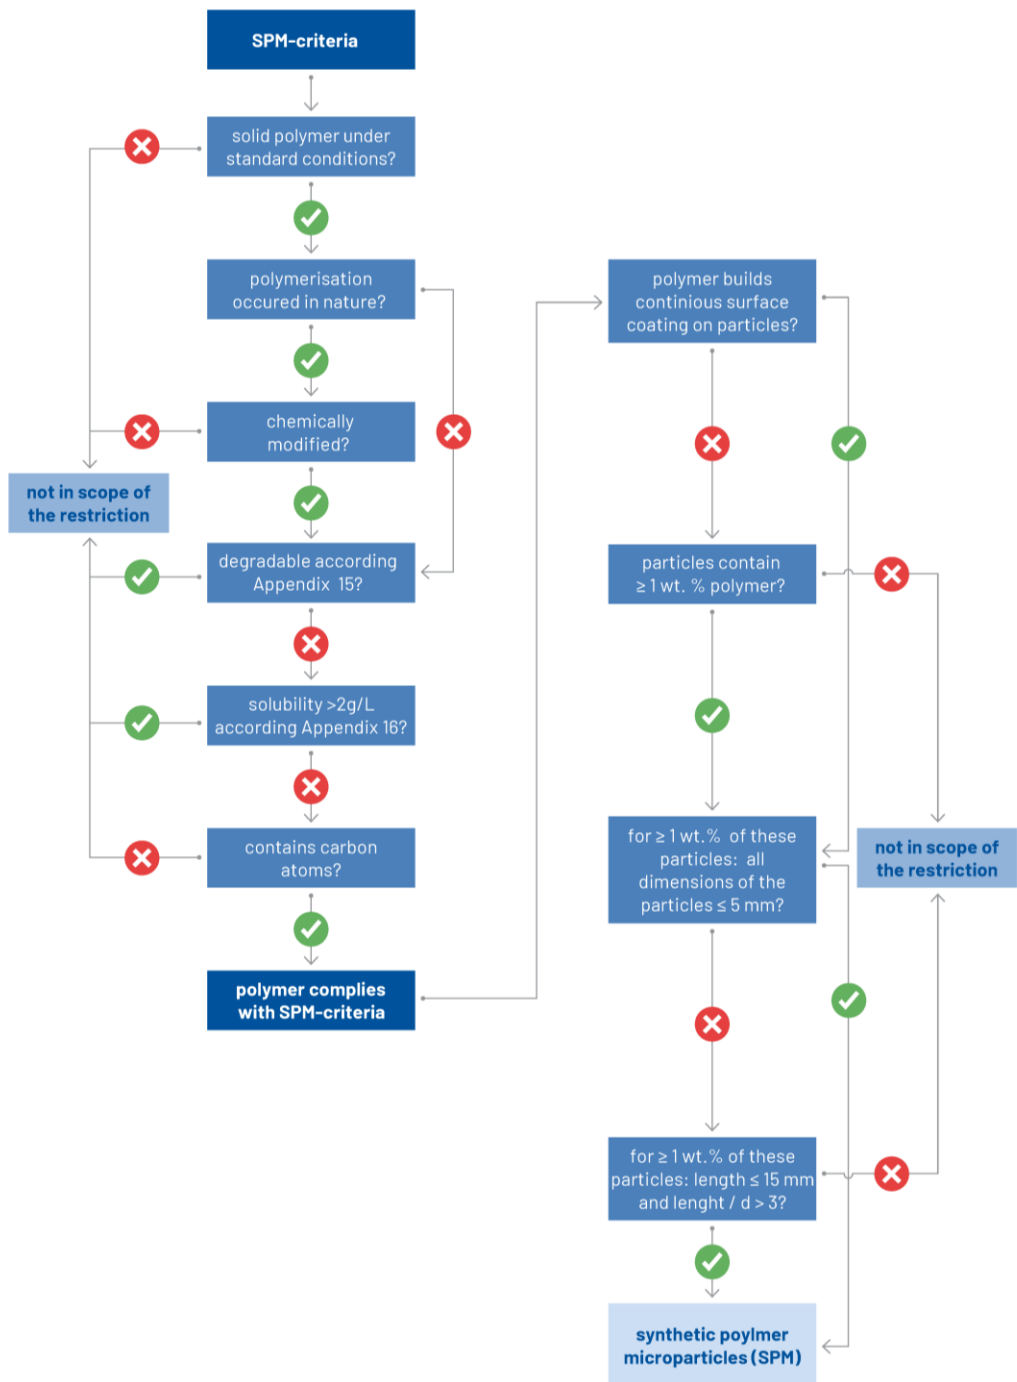 SPM-criteria
solid polymer under
standard conditions?
polymerisation
occured in nature?
chemically
modified?
not in scope of
the restriction
degradable according
Appendix 15?
solubility >2g/L
according Appendix 16?
contains carbon
atoms?
polymer complies
with SPM-criteria
polymer builds
continious surface
coating on particles?
particles contain
≥ 1 wt. % polymer?
for ≥ 1 wt.% of these
particles: all
dimensions of the
particles ≤ 5 mm?
not in scope of
the restriction
for ≥ 1 wt.% of these
particles: length ≤ 15 mm
and lenght / d > 3?
synthetic poylmer
microparticles (SPM)